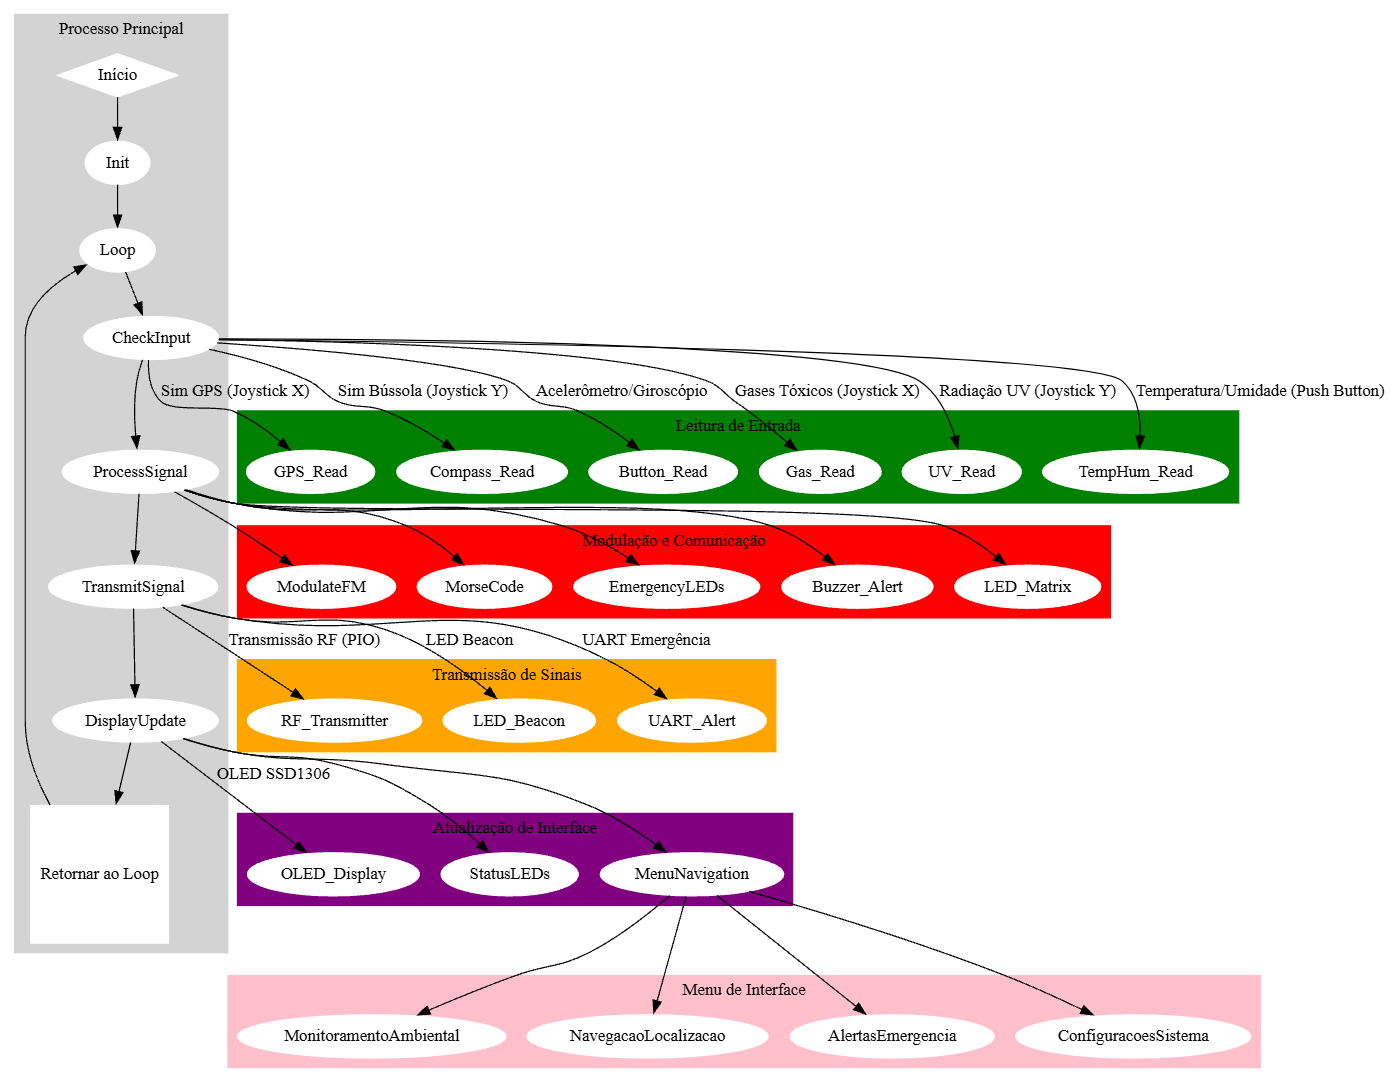 Processo Principal
Início
Init
Loop
CheckInput
Sim GPS (Joystick X)
Sim Bússola (Joystick Y)
Acelerômetro/Giroscópio
Gases Tóxicos (Joystick X)
Radiação UV (Joystick Y)
Temperatura/Umidade (Push Button)
Leitura de Entrada
ProcessSignal
GPS_Read
Compass_Read
Button_Read
Gas_Read
UV_Read
TempHum_Read
Modulação e Comunicação
TransmitSignal
ModulateFM
MorseCode
EmergencyLEDs
Buzzer_Alert
LED_Matrix
Transmissão RF (PIO)
LED Beacon
UART Emergência
Transmissão de Sinais
DisplayUpdate
RF_Transmitter
LED_Beacon
UART_Alert
OLED SSD1306
Atualização de Interface
Retornar ao Loop
OLED_Display
StatusLEDs
MenuNavigation
Menu de Interface
MonitoramentoAmbiental
NavegacaoLocalizacao
AlertasEmergencia
ConfiguracoesSistema